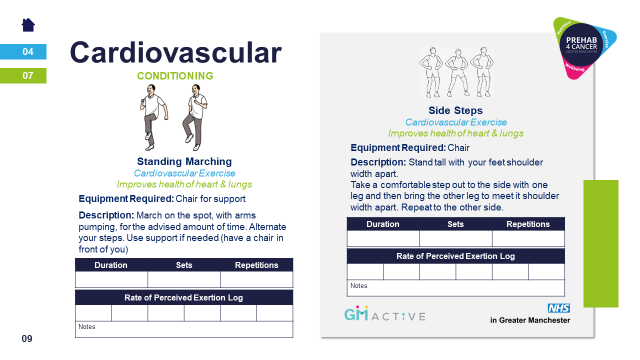 04
07
Cardiovascular
CONDITIONING
Standing Marching
Cardiovascular Exercise
Improves health of heart & lungs
Equipment Required: Chair for support
Description: March on the spot, with arms
pumping, for the advised amount of time. Alternate
your steps. Use support if needed (have a chair in
front of you)
Duration Sets Repetitions
Rate of Perceived Exertion Log
Notes
09
PREHAB
4 CANCER
Side Steps
Cardiovascular Exercise
Improves health of heart & lungs
Equipment Required: Chair
Description: Stand tall with your feet shoulder
width apart.
Take a comfortable step out to the side with one
leg and then bring the other leg to meet it shoulder
width apart. Repeat to the other side.
Duration Sets Repetitions
Rate of Perceived Exertion Log
Notes
GM ACTIVE
NHS
in Greater Manchester